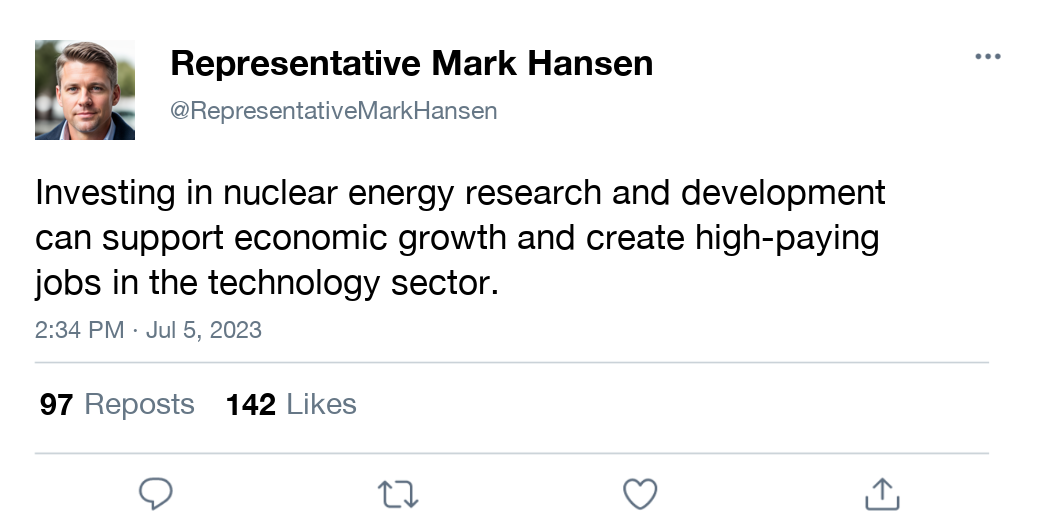 Representative Mark Hansen
@RepresentativeMarkHansen
Investing in nuclear energy research and development
can support economic growth and create high-paying
jobs in the technology sector.
2:34 PM · Jul 5, 2023
97 Reposts 142 Likes